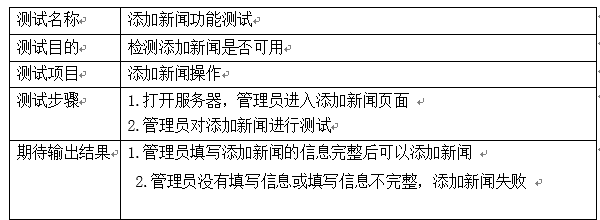 测试名称 添加新闻功能测试
测试目的 检测添加新闻是否可用
测试项目 添加新闻操作
测试步骤 1.打开服务器，管理员进入添加新闻页面
2.管理员对添加新闻进行测试
期待输出结果 1.管理员填写添加新闻的信息完整后可以添加新闻
2.管理员没有填写信息或填写信息不完整，添加新闻失败